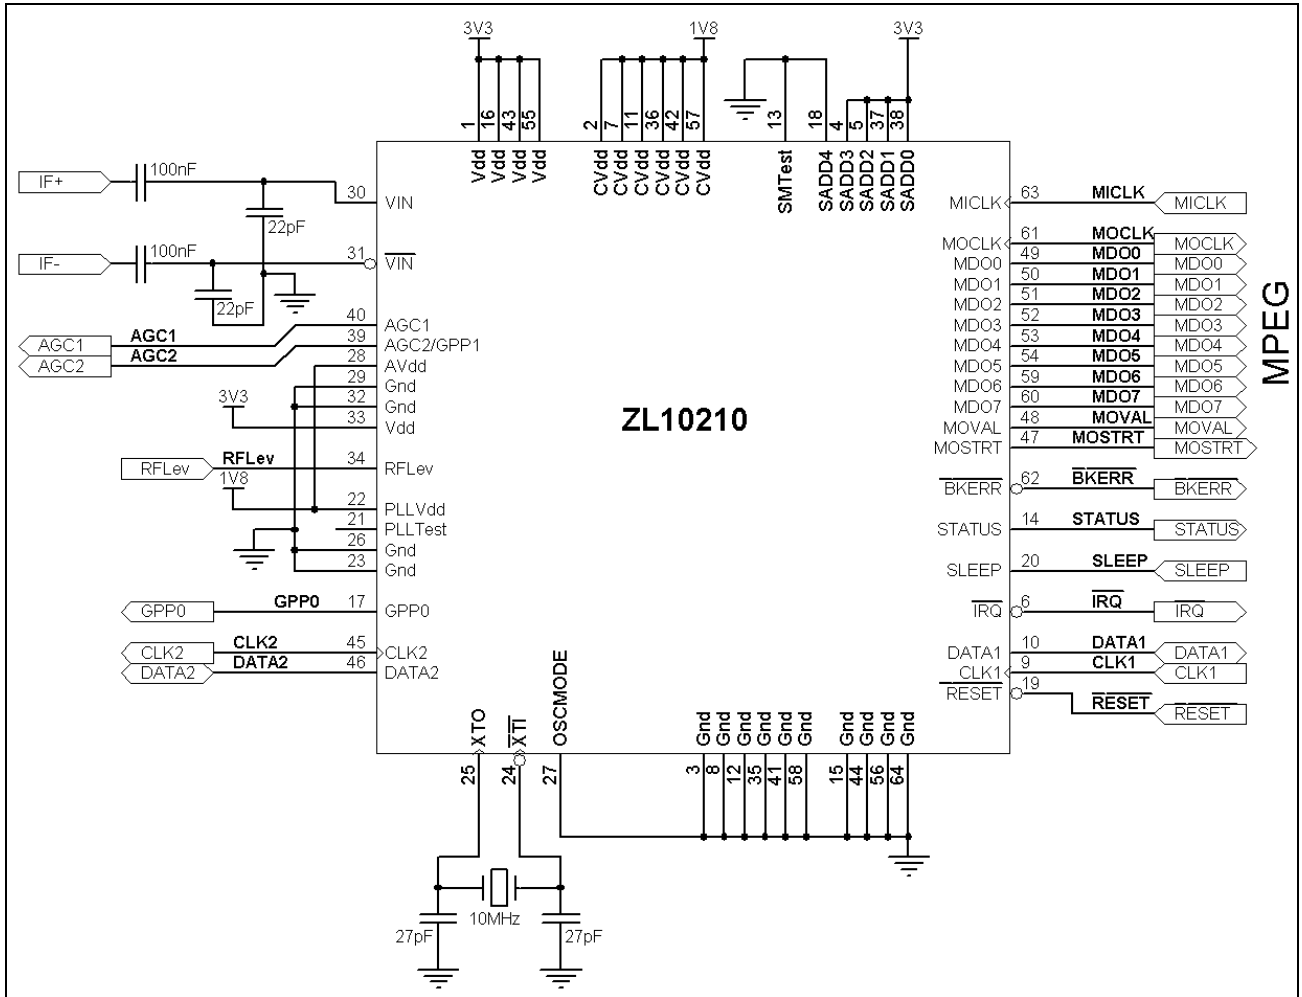 3V3
1V8
3V3
1 16 43 55
2 7 11 36 42 57
13 18 4 5 37 38
Vdd Vdd Vdd Vdd
CVdd CVdd CVdd CVdd CVdd CVdd
SMTest SADD4 SADD3 SADD2 SADD1 SADD0
IF+ 100nF 30 VIN
22pF
IF- 100nF 31 VIN
22pF
AGC1 AGC1 40 AGC1
AGC2 AGC2 39 AGC2/GPP1
28 AVdd
29 Gnd
32 Gnd
3V3 33 Vdd
RFLev RFLev 34 RFLev
1V8 22 PLLVdd
21 PLLTest
26 Gnd
23 Gnd
GPP0 GPP0 17 GPP0
CLK2 CLK2 45 CLK2
DATA2 DATA2 46 DATA2
ZL10210
MICLK 63 MICLK MICLK
MOCLK 61 MOCLK MOCLK
MDO0 49 MDO0 MDO0
MDO1 50 MDO1 MDO1
MDO2 51 MDO2 MDO2
MDO3 52 MDO3 MDO3
MDO4 53 MDO4 MDO4
MDO5 54 MDO5 MDO5
MDO6 59 MDO6 MDO6
MDO7 60 MDO7 MDO7
MOVAL 48 MOVAL MOVAL
MOSTRT 47 MOSTRT MOSTRT
MPEG
BKERR 62 BKERR BKERR
STATUS 14 STATUS STATUS
SLEEP 20 SLEEP SLEEP
IRQ 6 IRQ IRQ
DATA1 10 DATA1 DATA1
CLK1 9 CLK1 CLK1
RESET 19 RESET RESET
XTO XTI OSCMODE
Gnd Gnd Gnd Gnd Gnd Gnd Gnd Gnd Gnd Gnd
25 24 27
3 8 12 35 41 58 15 44 56 64
10MHz
27pF 27pF